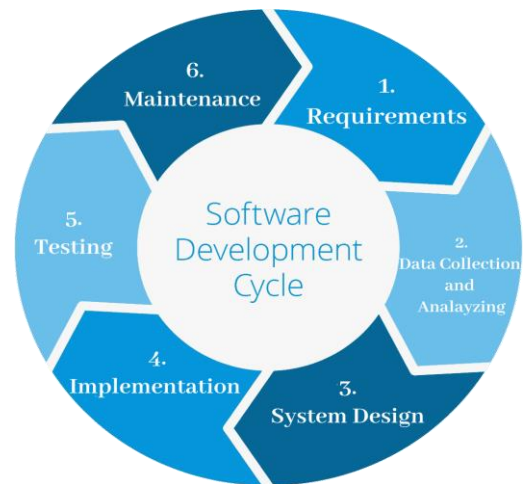 1.
Requirements
2.
Data Collection
and
Analayzing
3.
System Design
4.
Implementation
5.
Testing
6.
Maintenance
Software
Development
Cycle